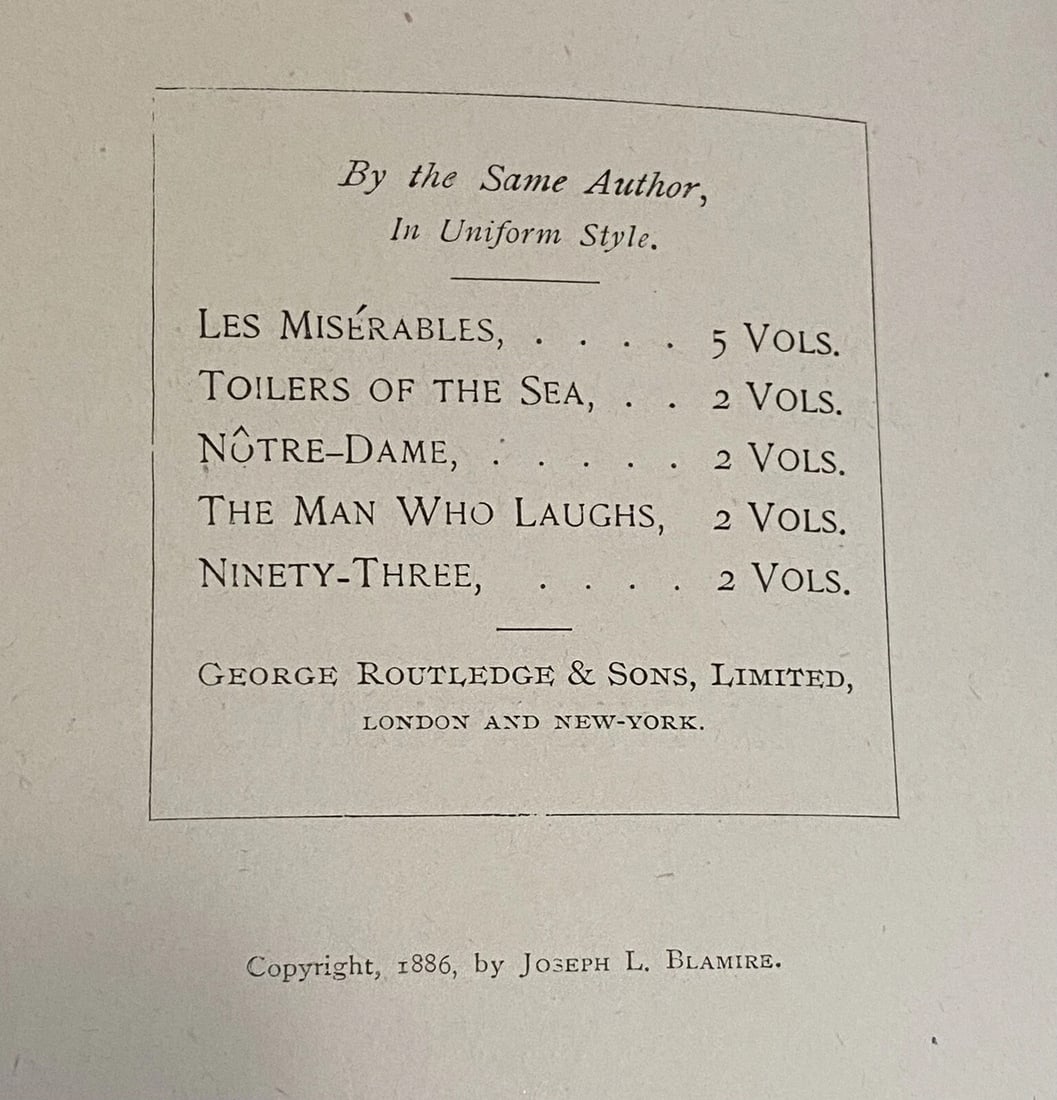 By the Same Author,
In Uniform Style.
LES MISÉRABLES, . . . . 5 VOLS.
TOILERS OF THE SEA, . . 2 VOLS.
NÔTRE-DAME, . . . . . 2 VOLS.
THE MAN WHO LAUGHS, 2 VOLS.
NINETY-THREE, . . . . 2 VOLS.
GEORGE ROUTLEDGE & SONS, LIMITED,
LONDON AND NEW-YORK.
Copyright, 1886, by JOSEPH L. BLAMIRE.